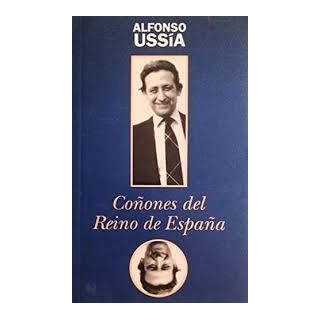 ALFONSO
USSÍA
Coñones del
Reino de España